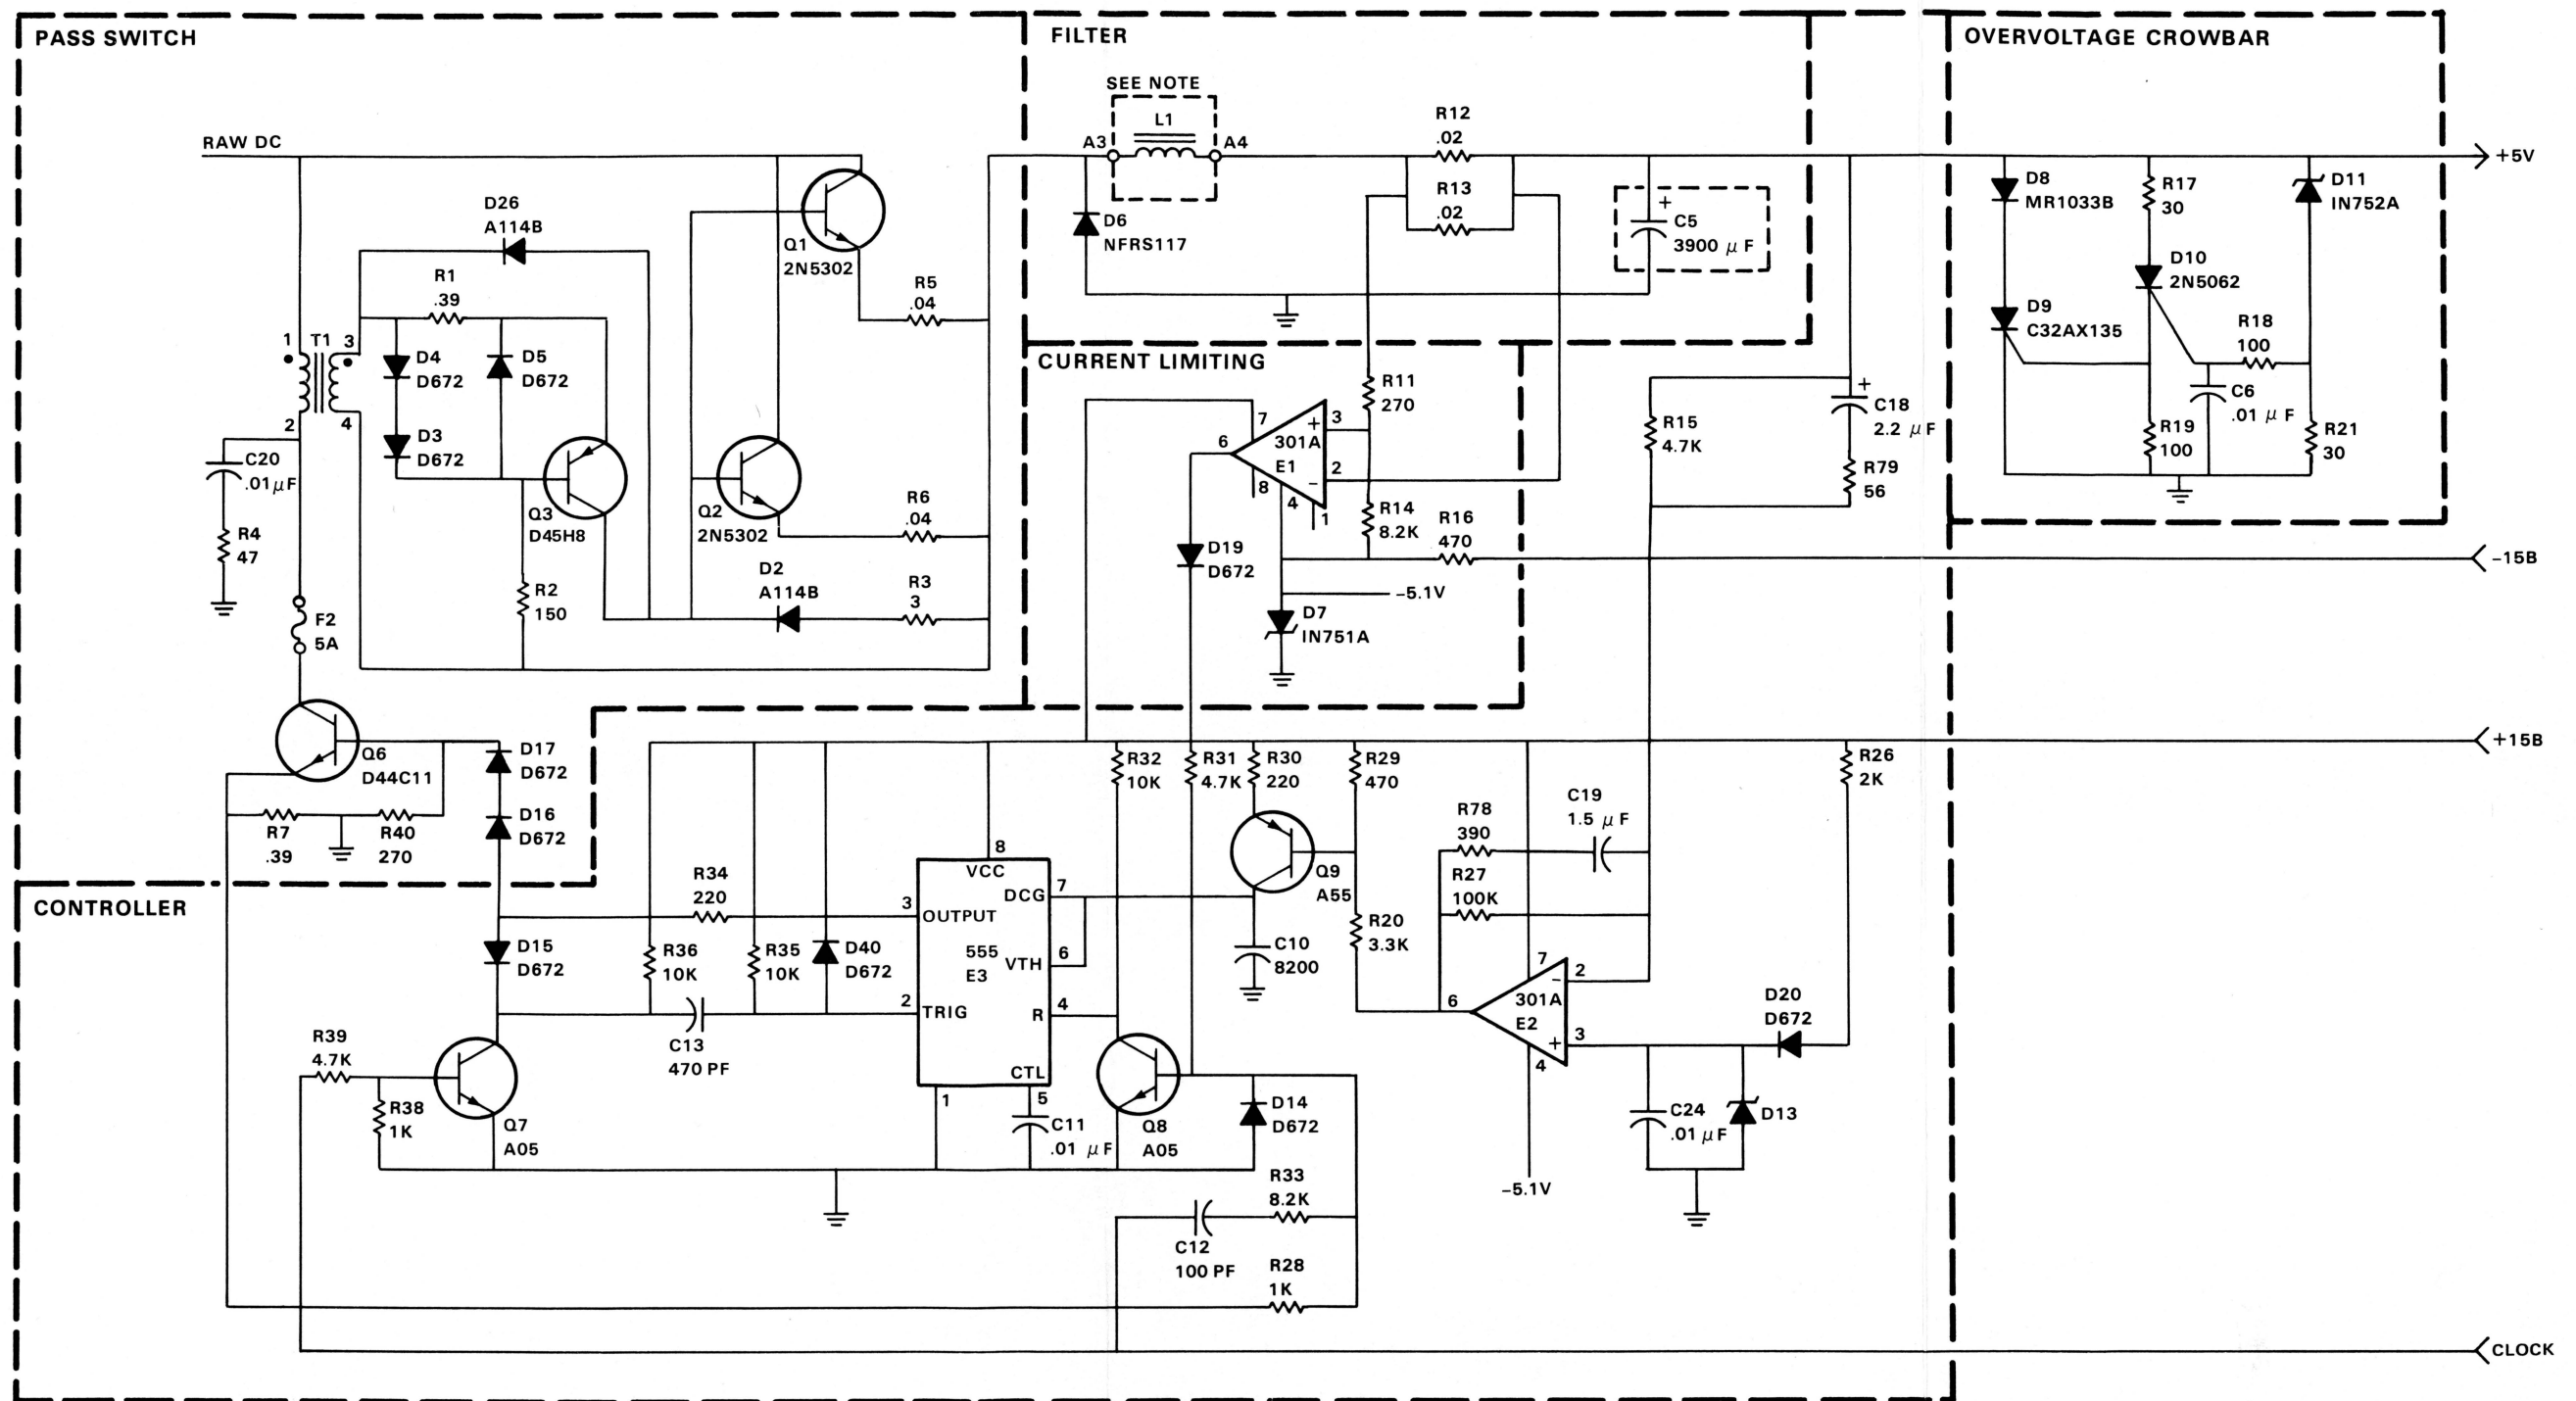 PASS SWITCH
RAW DC
D26
A114B
R1
.39
1
T1
3
D4
D672
D5
D672
2
4
D3
D672
C20
.01 μF
R4
47
F2
5A
Q3
D45H8
R2
150
Q1
2N5302
R5
.04
Q2
2N5302
R6
.04
D2
A114B
R3
3
Q6
D44C11
D17
D672
D16
D672
R7
.39
R40
270
FILTER
SEE NOTE
A3
L1
A4
D6
NFRS117
R12
.02
R13
.02
+
C5
3900 μF
CURRENT LIMITING
R11
270
7
6
+
3
301A
E1
2
−
8
4
1
R14
8.2K
R16
470
D19
D672
−5.1V
D7
IN751A
R15
4.7K
+
C18
2.2 μF
R79
56
OVERVOLTAGE CROWBAR
+5V
D8
MR1033B
R17
30
D11
IN752A
D10
2N5062
D9
C32AX135
R18
100
C6
.01 μF
R19
100
R21
30
−15B
+15B
CONTROLLER
R34
220
D15
D672
R36
10K
R35
10K
D40
D672
C13
470 PF
R39
4.7K
R38
1K
Q7
A05
8
VCC
DCG
7
3
OUTPUT
555
E3
VTH
6
2
TRIG
R
4
CTL
1
5
C11
.01 μF
R32
10K
R31
4.7K
R30
220
R29
470
Q9
A55
R20
3.3K
C10
8200
Q8
A05
D14
D672
R33
8.2K
C12
100 PF
R28
1K
R78
390
C19
1.5 μF
R27
100K
7
2
−
301A
E2
6
+
3
4
−5.1V
R26
2K
D20
D672
C24
.01 μF
D13
CLOCK